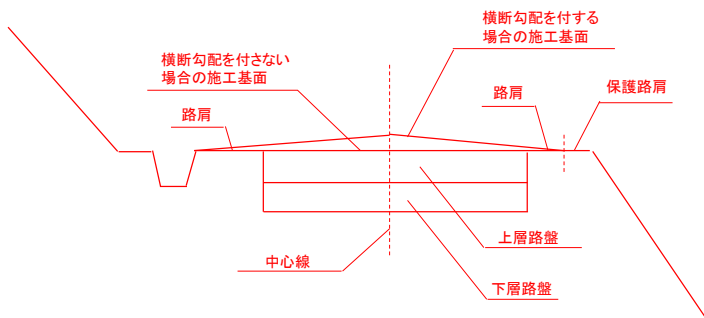 横断勾配を付する
場合の施工基面
横断勾配を付さない
場合の施工基面
路肩
路肩
保護路肩
上層路盤
中心線
下層路盤